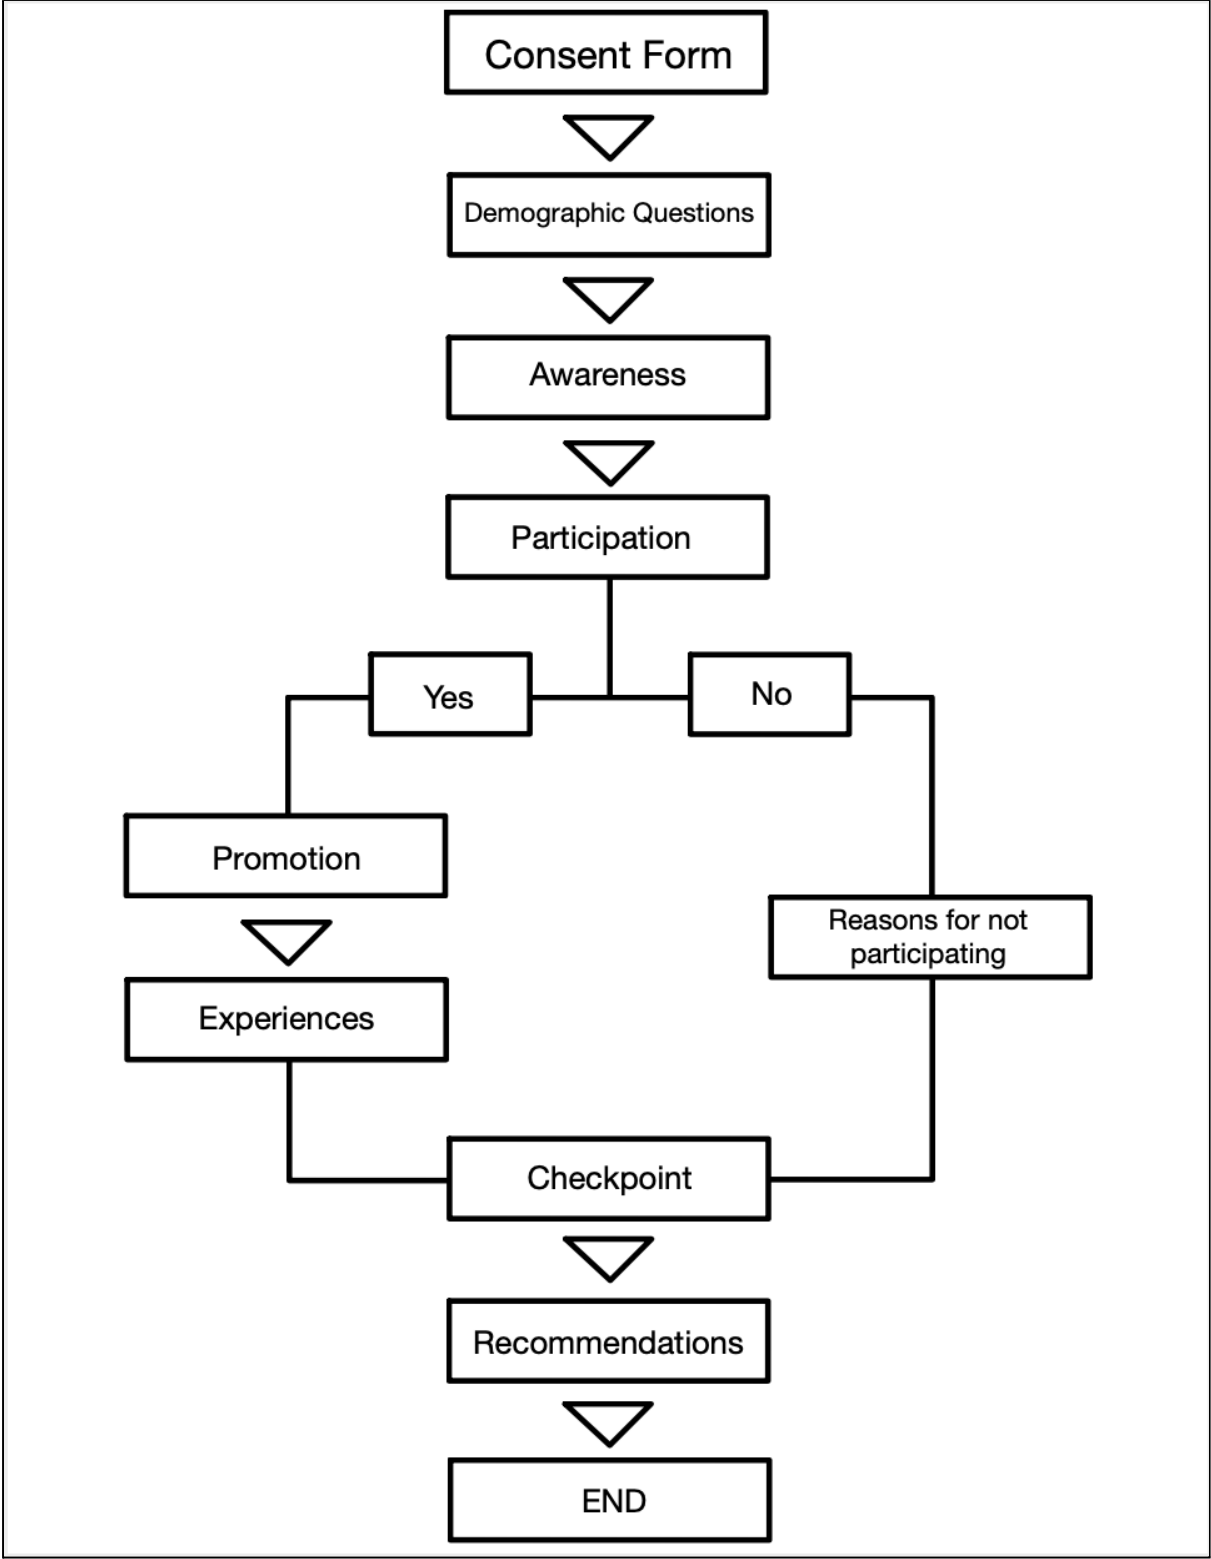 Consent Form
Demographic Questions
Awareness
Participation
Yes
No
Promotion
Reasons for not
participating
Experiences
Checkpoint
Recommendations
END